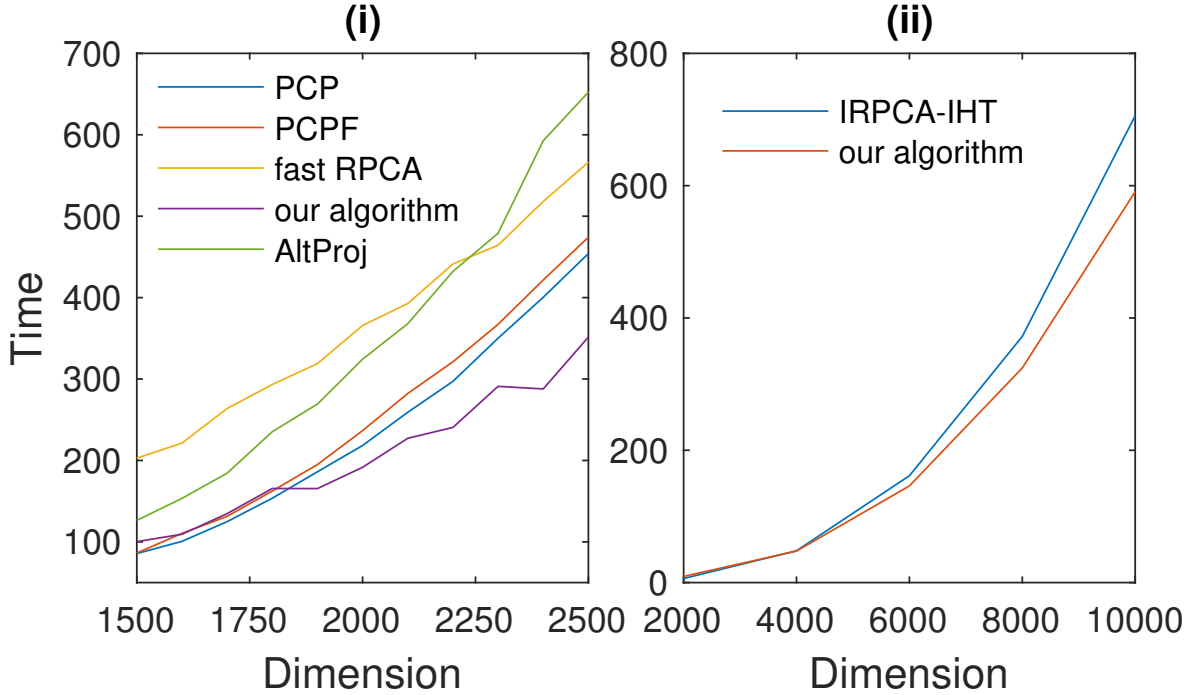 (i)
700
600
500
400
300
200
100
Time
PCP
PCPF
fast RPCA
our algorithm
AltProj
1500 1750 2000 2250 2500
Dimension
(ii)
800
600
400
200
0
IRPCA-IHT
our algorithm
2000 4000 6000 8000 10000
Dimension